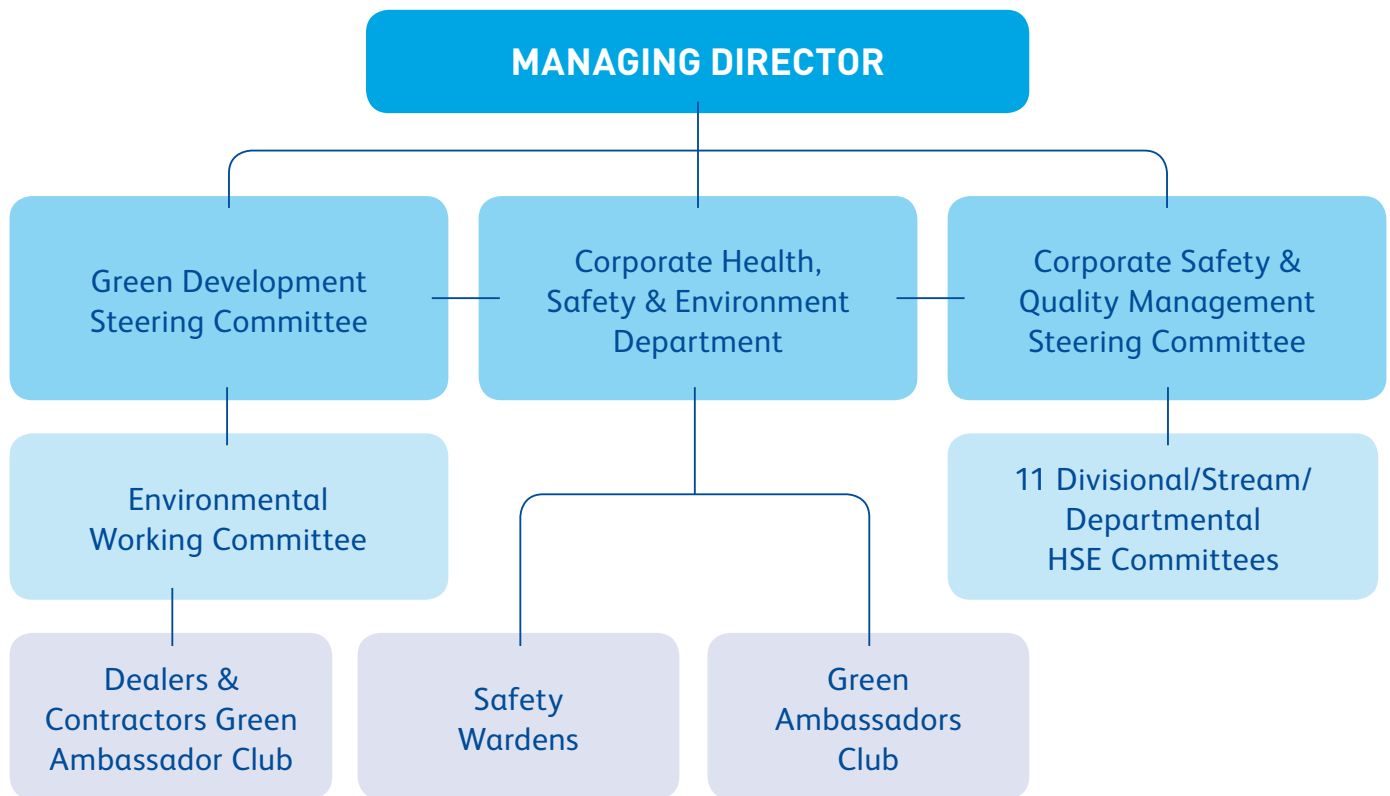 MANAGING DIRECTOR
Green Development
Steering Committee
Corporate Health,
Safety & Environment
Department
Corporate Safety &
Quality Management
Steering Committee
Environmental
Working Committee
11 Divisional/Stream/
Departmental
HSE Committees
Dealers &
Contractors Green
Ambassador Club
Safety
Wardens
Green
Ambassadors
Club